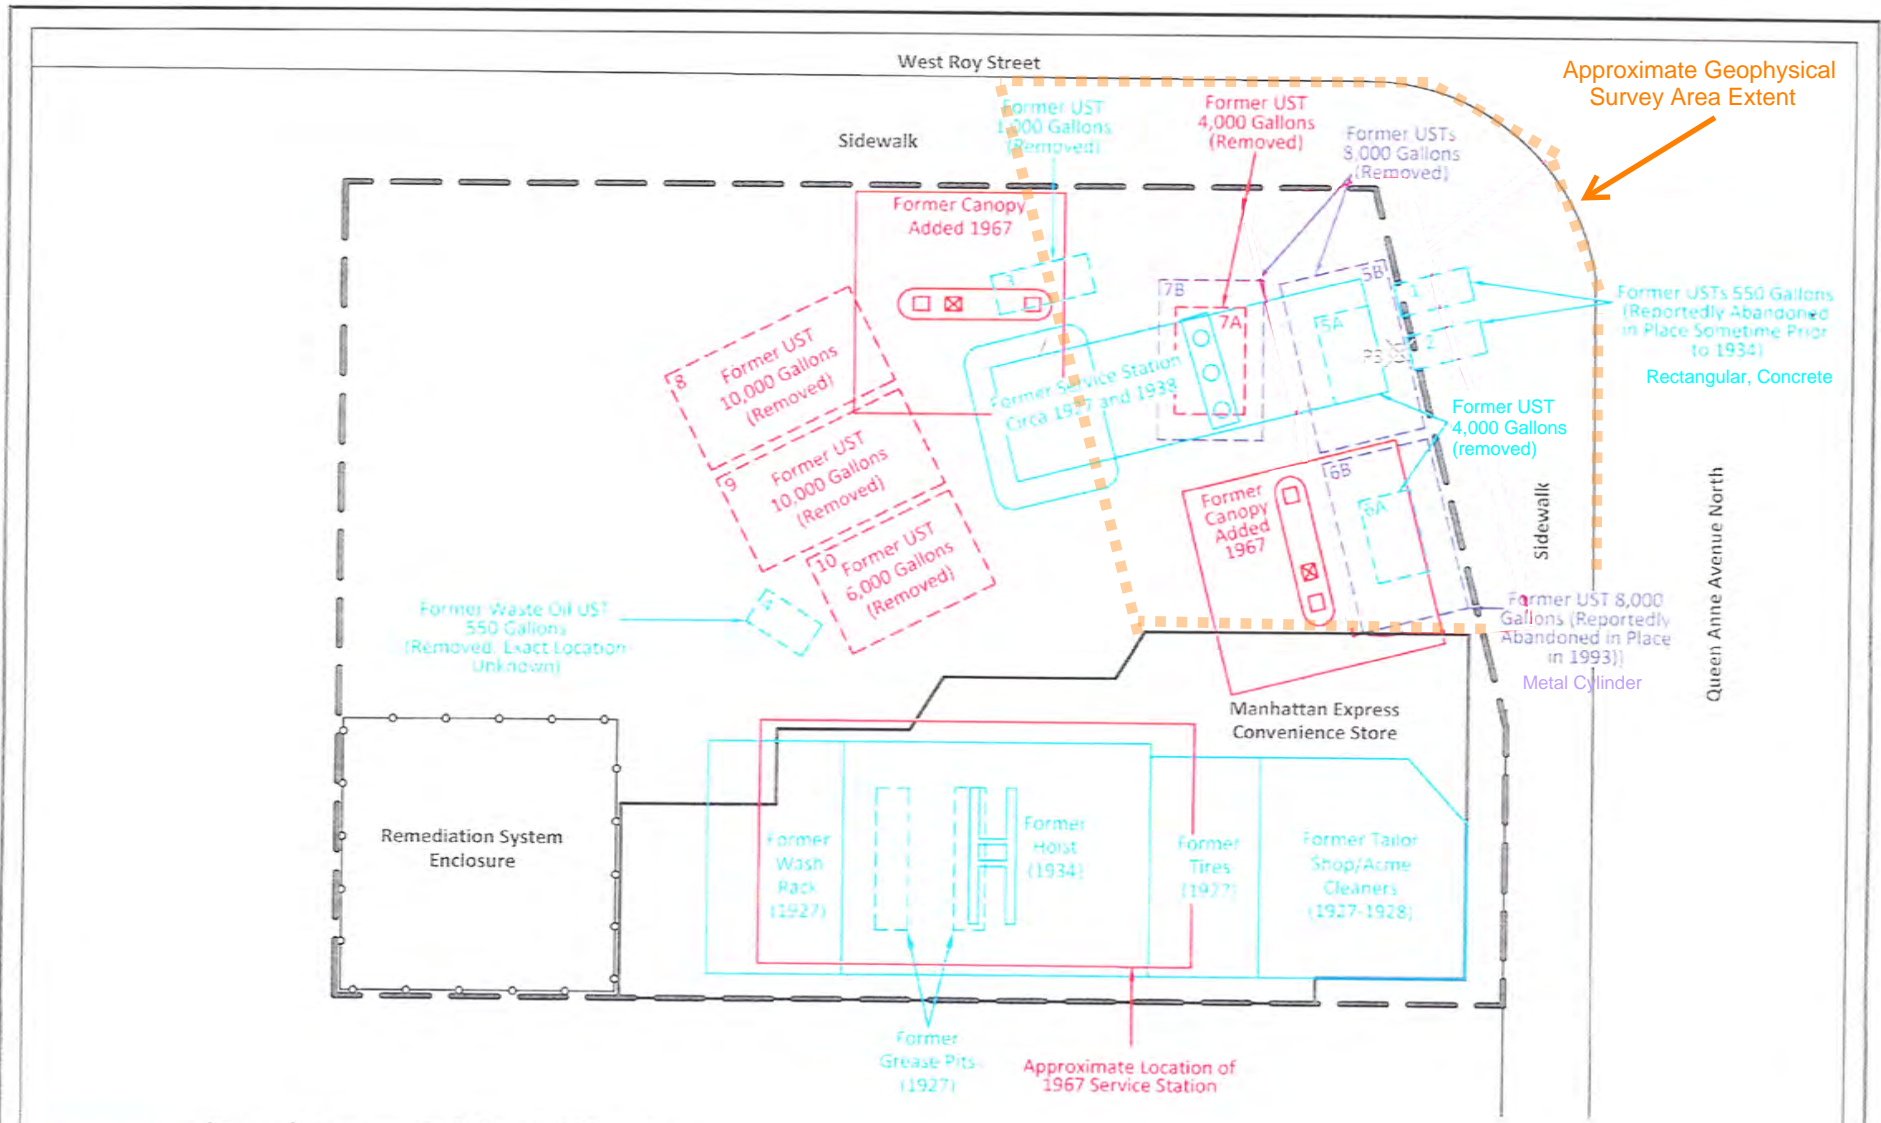 West Roy Street
Approximate Geophysical
Survey Area Extent
Sidewalk
Former UST
1,000 Gallons
(Removed)
Former UST
4,000 Gallons
(Removed)
Former USTs
8,000 Gallons
(Removed)
Former Canopy
Added 1967
3
7B
7A
5B
5A
1
2
Former USTs 550 Gallons
(Reportedly Abandoned
in Place Sometime Prior
to 1934)
Rectangular, Concrete
8
Former UST
10,000 Gallons
(Removed)
Former Service Station
Circa 1927 and 1938
Former UST
4,000 Gallons
(removed)
9
Former UST
10,000 Gallons
(Removed)
6B
6A
Former
Canopy
Added
1967
Sidewalk
Queen Anne Avenue North
10
Former UST
6,000 Gallons
(Removed)
4
Former Waste Oil UST
550 Gallons
(Removed, Exact Location
Unknown)
Former UST 8,000
Gallons (Reportedly
Abandoned in Place
in 1993))
Metal Cylinder
Manhattan Express
Convenience Store
Remediation System
Enclosure
Former
Wash
Rack
(1927)
Former
Hoist
(1934)
Former
Tires
(1927)
Former Tailor
Shop/Acme
Cleaners
(1927-1928)
Former
Grease Pits
(1927)
Approximate Location of
1967 Service Station